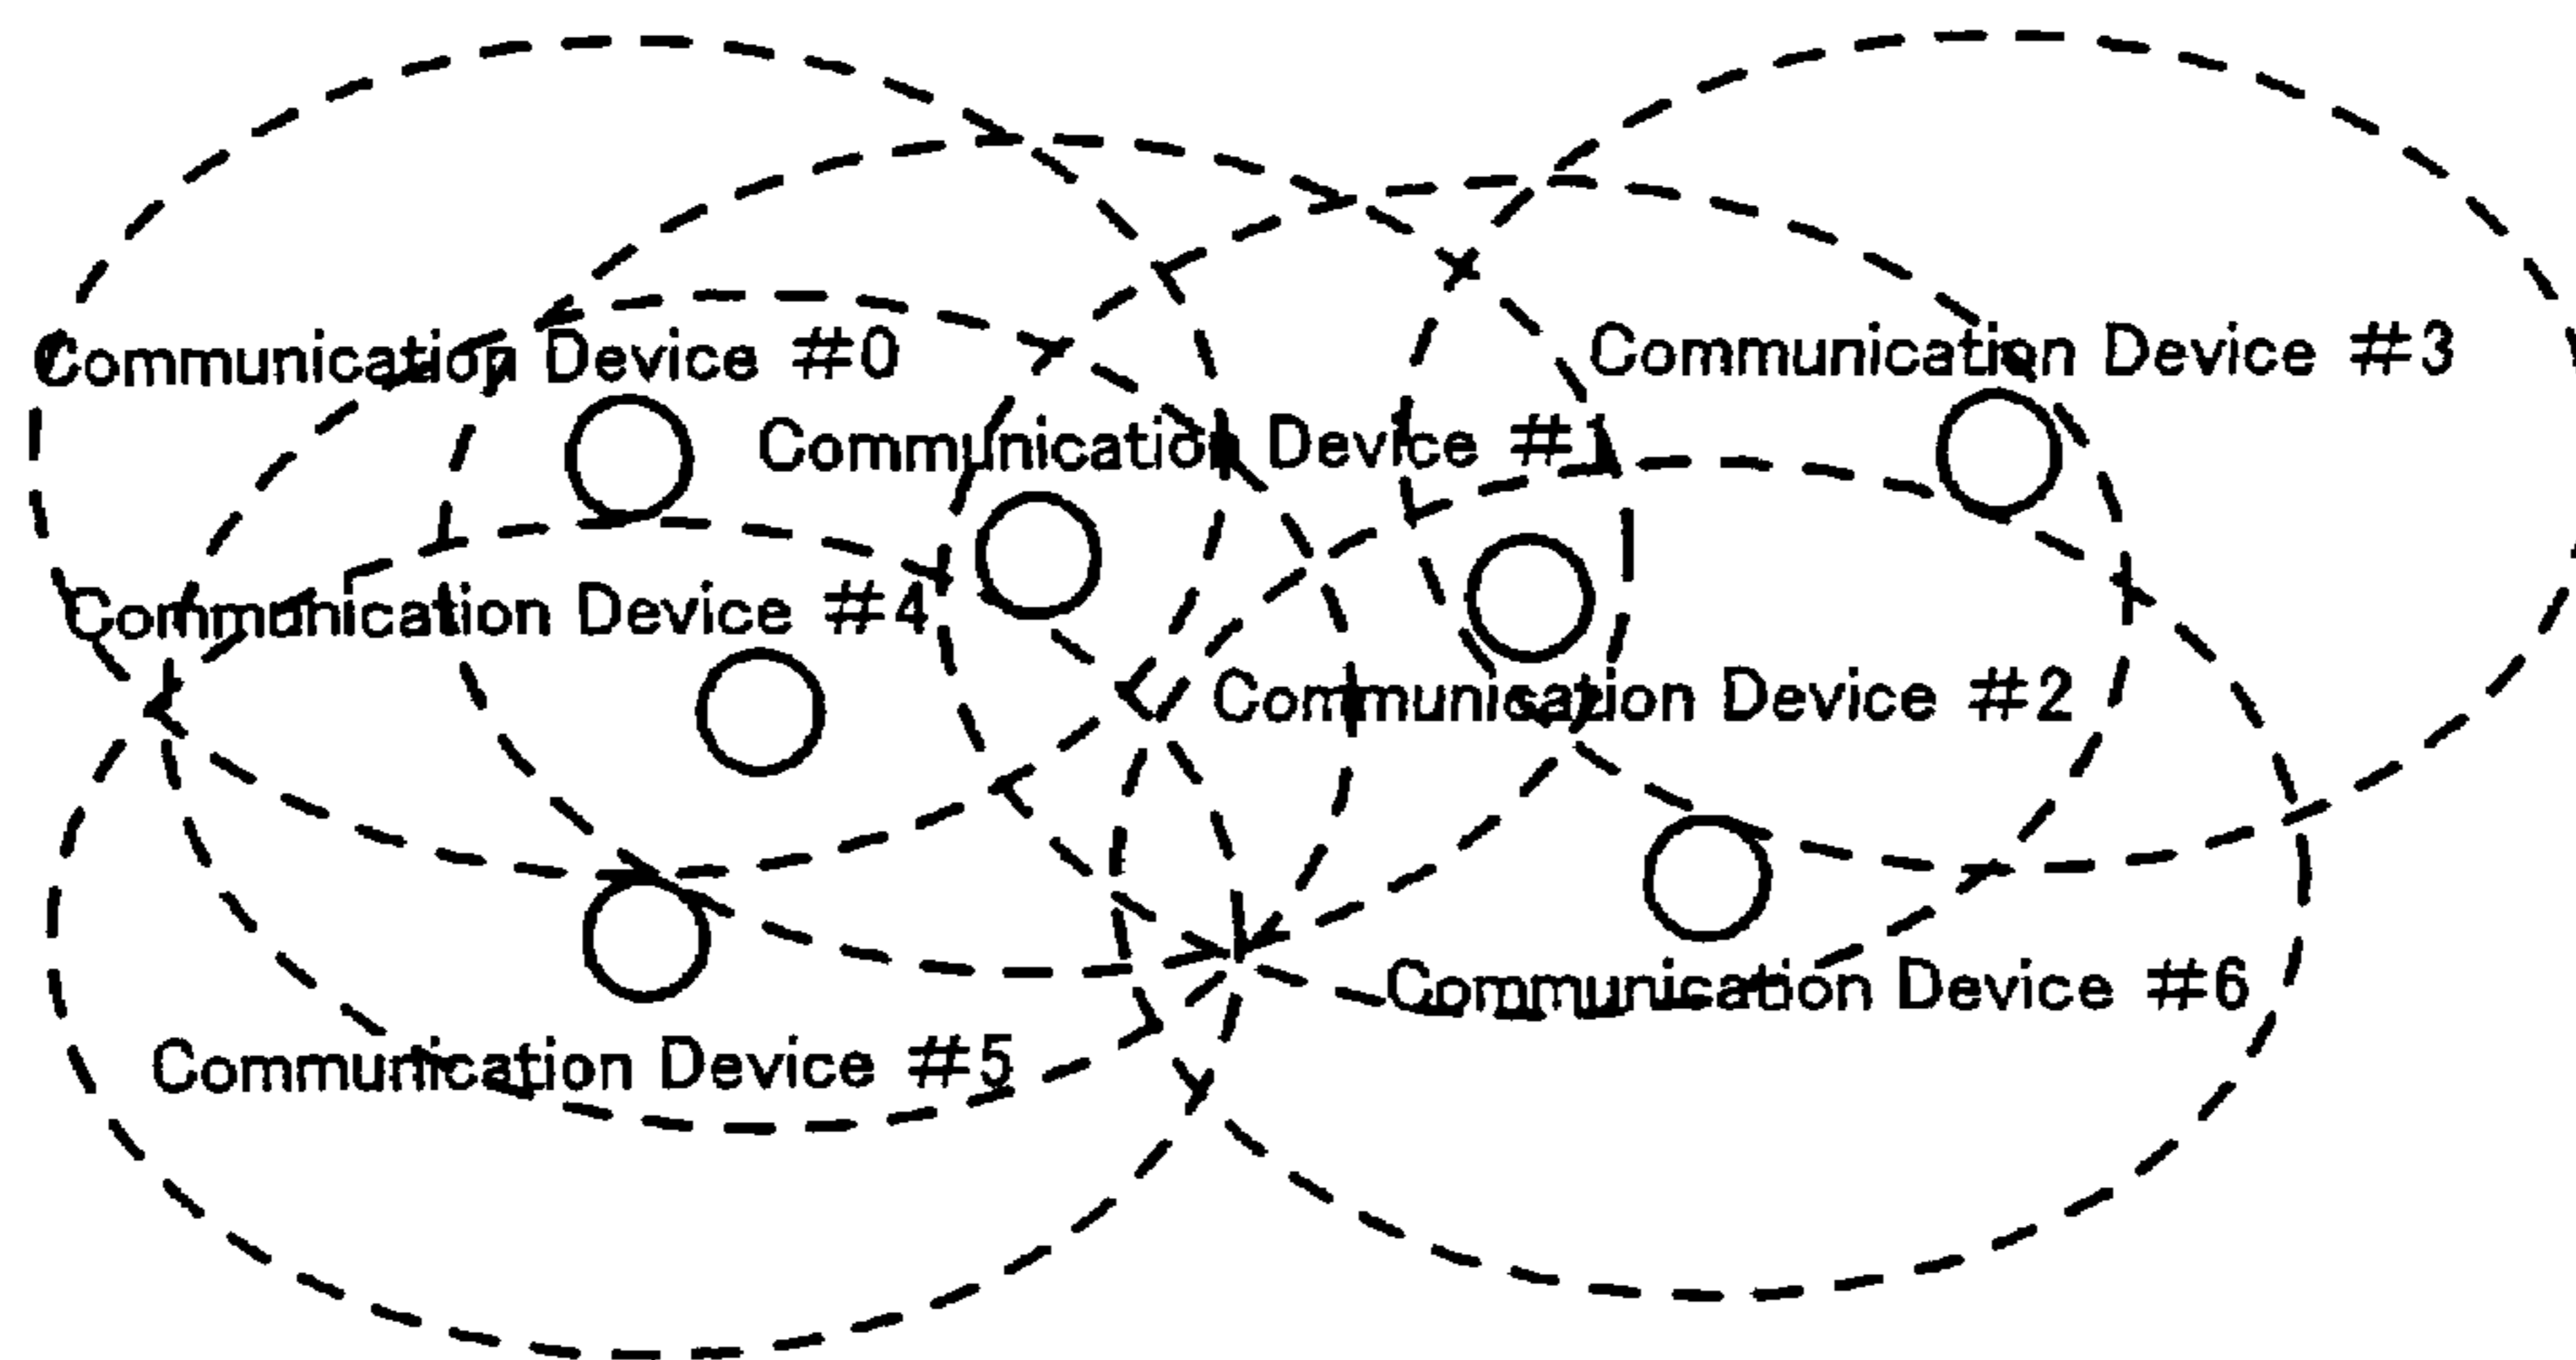 Communication Device #0
Communication Device #3
Communication Device #1
Communication Device #4
Communication Device #2
Communication Device #6
Communication Device #5